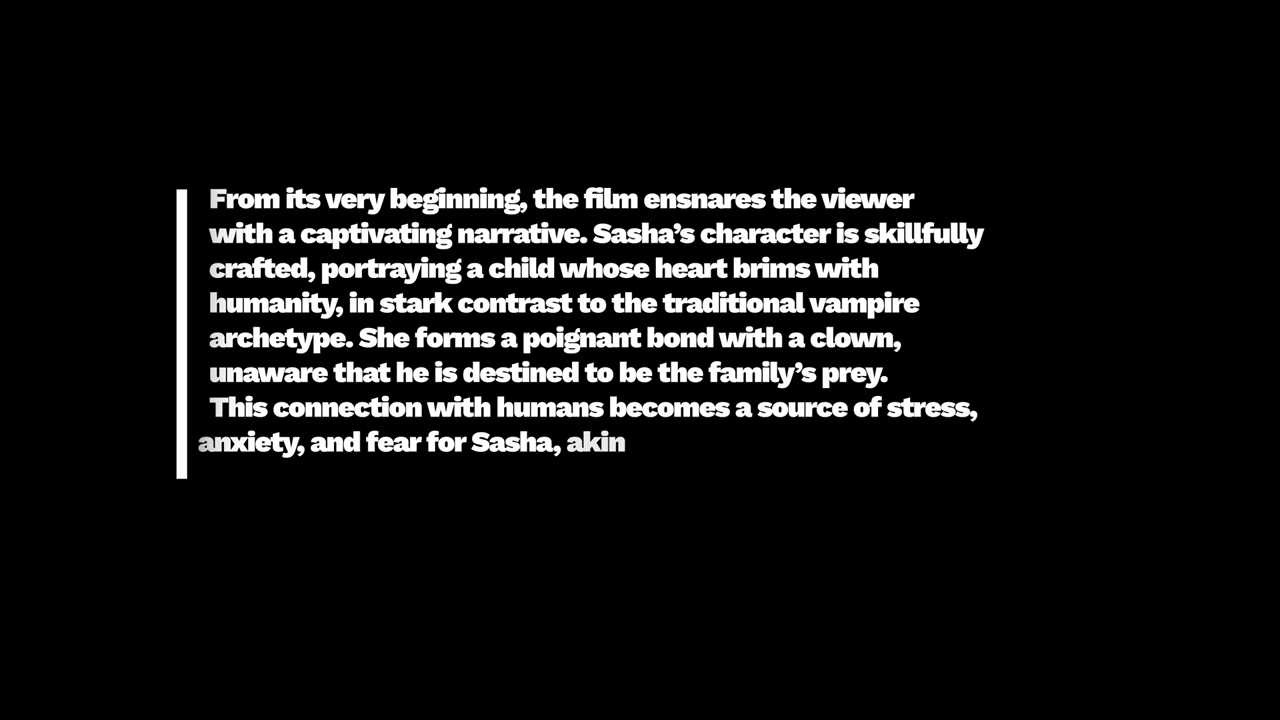 From its very beginning, the film ensnares the viewer
with a captivating narrative. Sasha’s character is skillfully
crafted, portraying a child whose heart brims with
humanity, in stark contrast to the traditional vampire
archetype. She forms a poignant bond with a clown,
unaware that he is destined to be the family’s prey.
This connection with humans becomes a source of stress,
anxiety, and fear for Sasha, akin